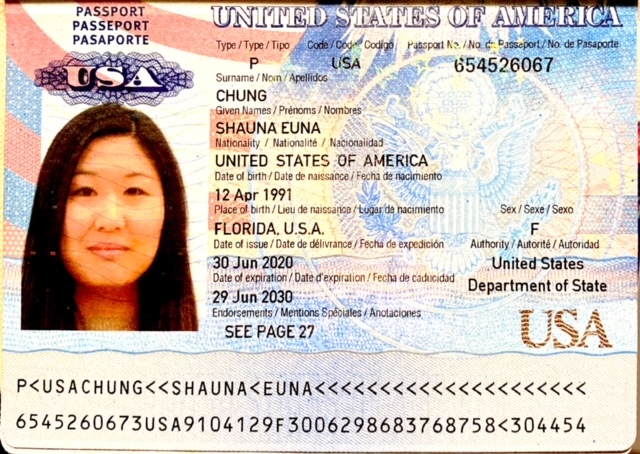 PASSPORT
PASSEPORT
PASAPORTE
USA
UNITED STATES OF AMERICA
Type / Type / Tipo Code / Code / Codigo Passport No. / No. de Passeport / No. de Pasaporte
P USA 654526067
Surname / Nom / Apellidos
CHUNG
Given Names / Prénoms / Nombres
SHAUNA EUNA
Nationality / Nationalité / Nacionalidad
UNITED STATES OF AMERICA
Date of birth / Date de naissance / Fecha de nacimiento
12 Apr 1991
Place of birth / Lieu de naissance / Lugar de nacimiento Sex / Sexe / Sexo
FLORIDA, U.S.A. F
Date of issue / Date de délivrance / Fecha de expedición Authority / Autorité / Autoridad
30 Jun 2020 United States
Date of expiration / Date d'expiration / Fecha de caducidad Department of State
29 Jun 2030
Endorsements / Mentions Spéciales / Anotaciones
SEE PAGE 27 USA
P<USACHUNG<<SHAUNA<EUNA<<<<<<<<<<<<<<<<<<<<<
6545260673USA9104129F3006298683768758<304454